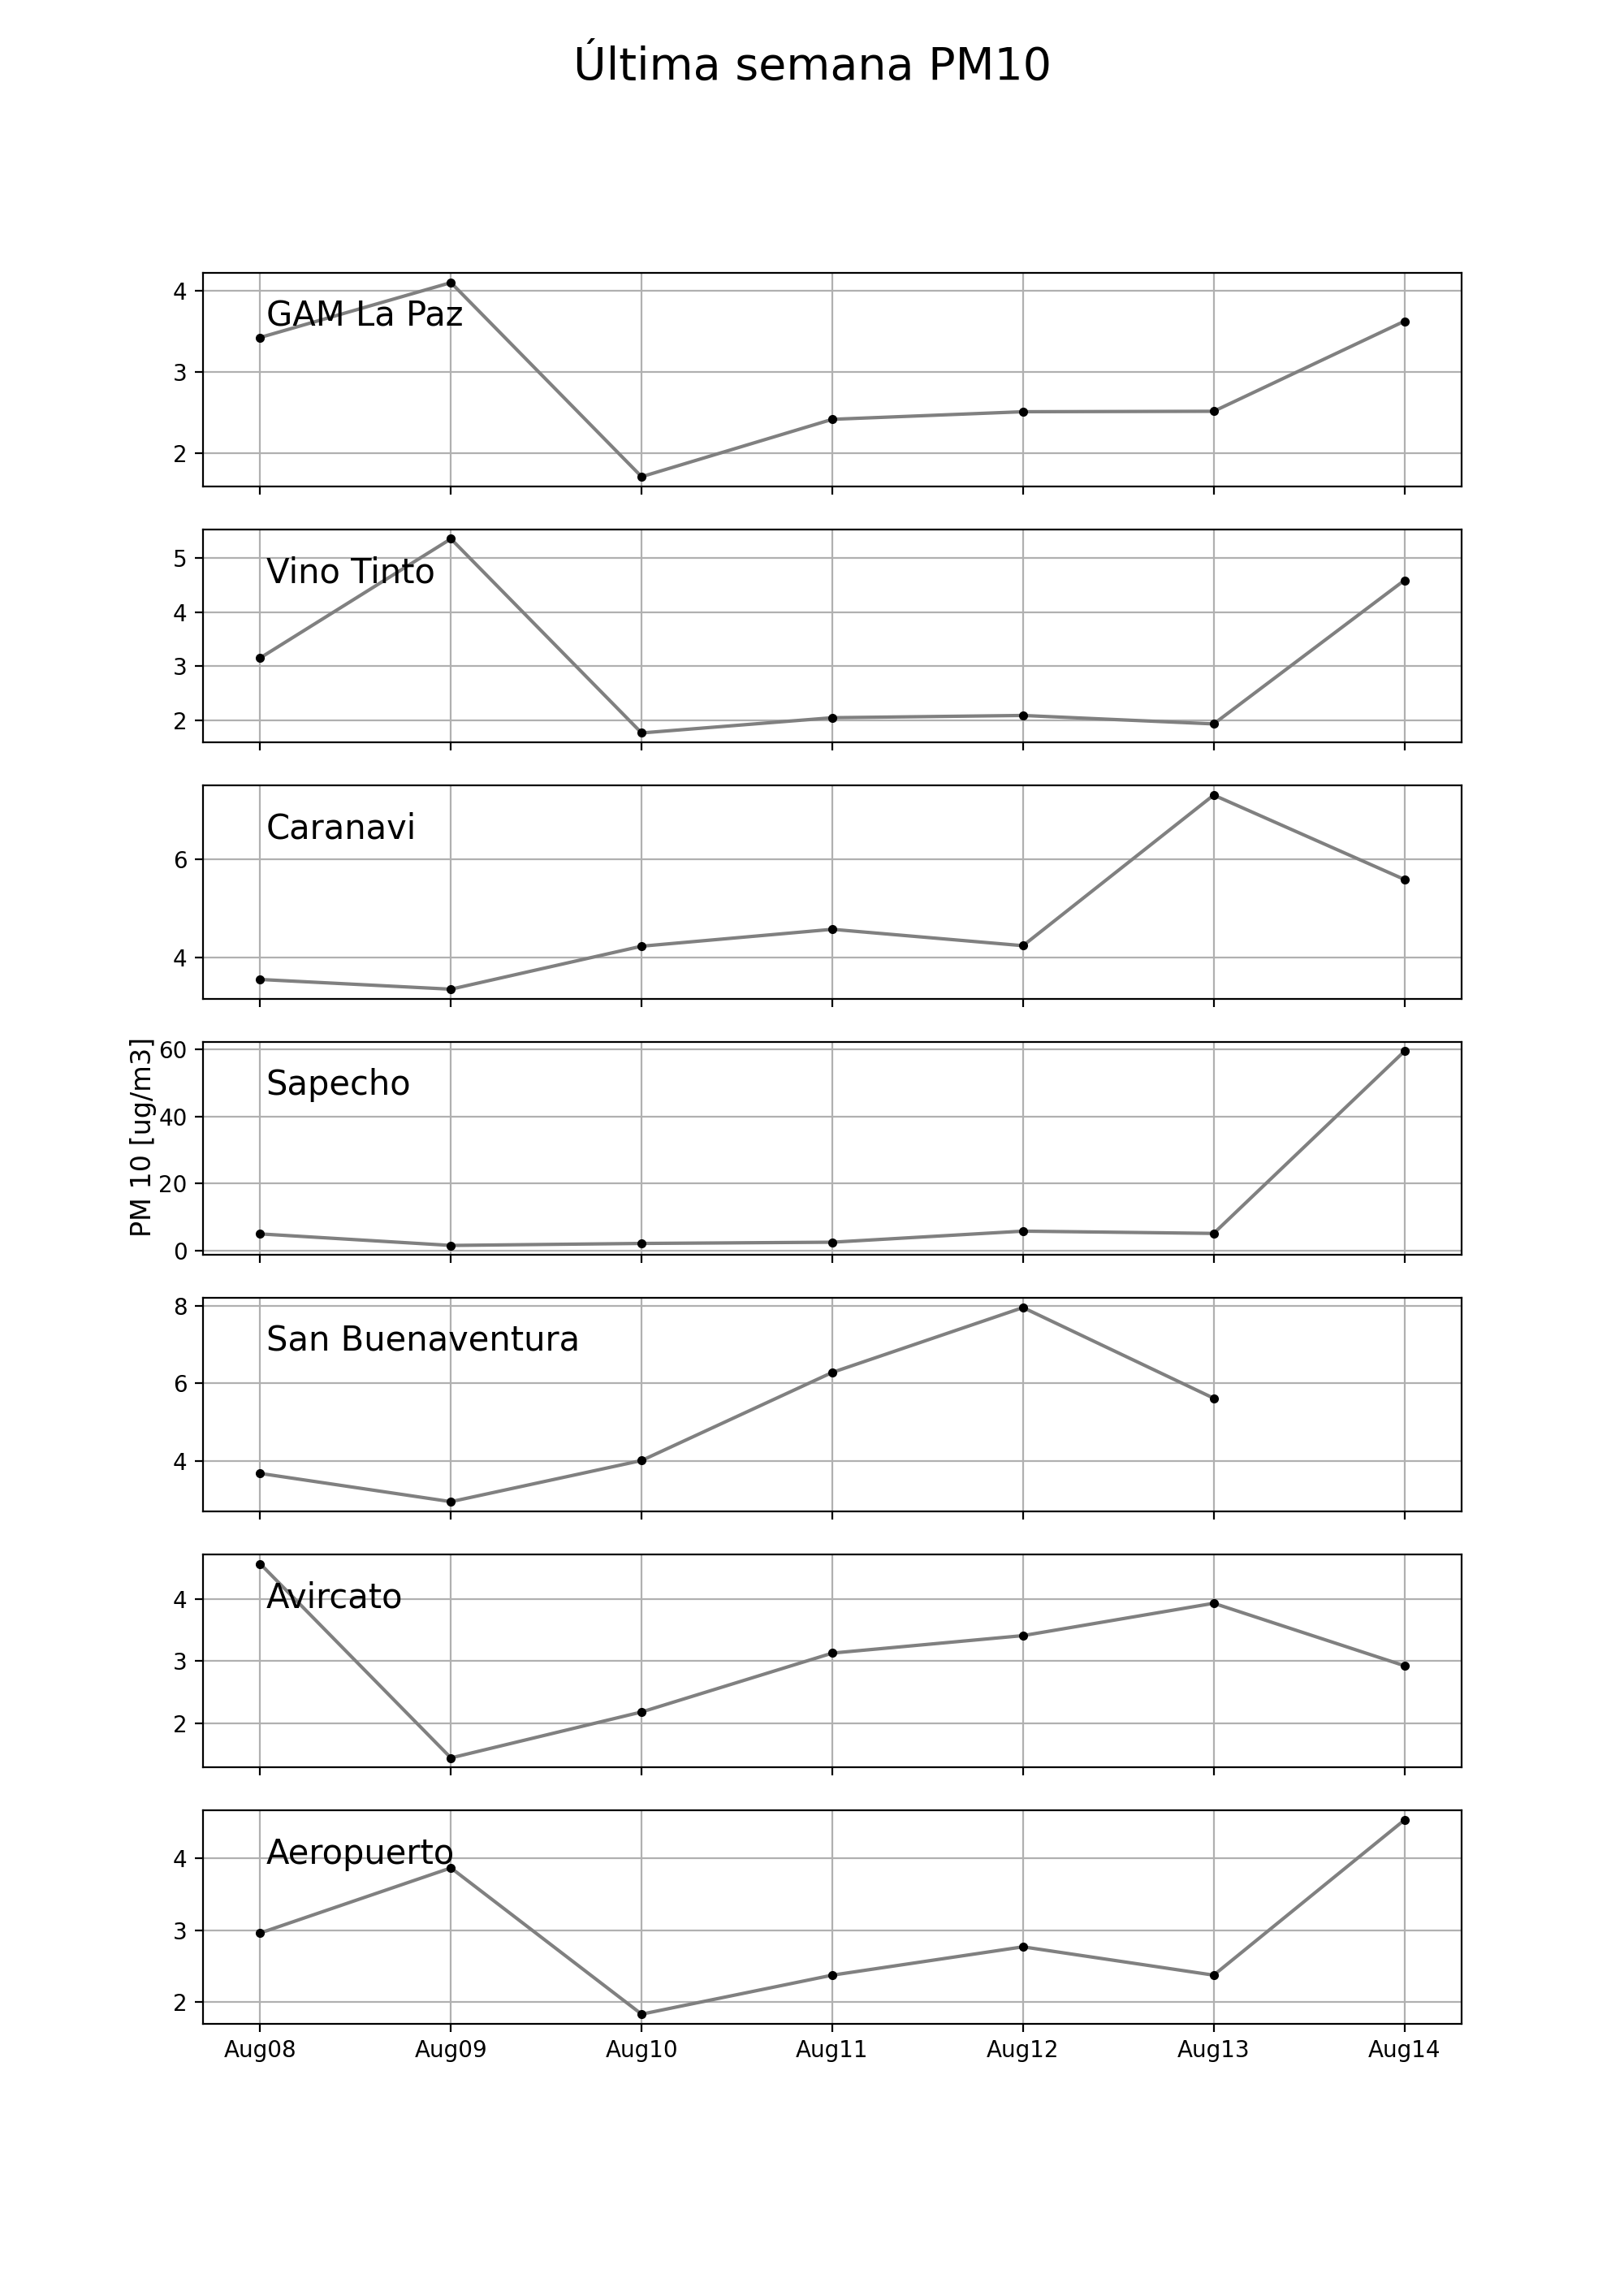 Última semana PM10
4
GAM La Paz
3
2
5
Vino Tinto
4
3
2
Caranavi
6
4
PM 10 [ug/m3]
60
Sapecho
40
20
0
8
San Buenaventura
6
4
4
Avircato
3
2
Aeropuerto
4
3
2
Aug08 Aug09 Aug10 Aug11 Aug12 Aug13 Aug14